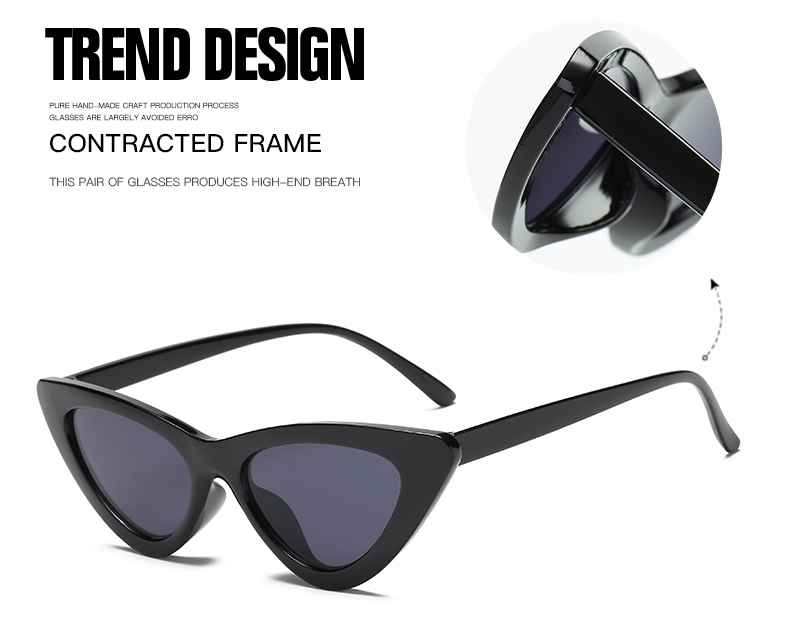 TREND DESIGN
PURE HAND-MADE CRAFT PRODUCTION PROCESS
GLASSES ARE LARGELY AVOIDED ERRO
CONTRACTED FRAME
THIS PAIR OF GLASSES PRODUCES HIGH-END BREATH